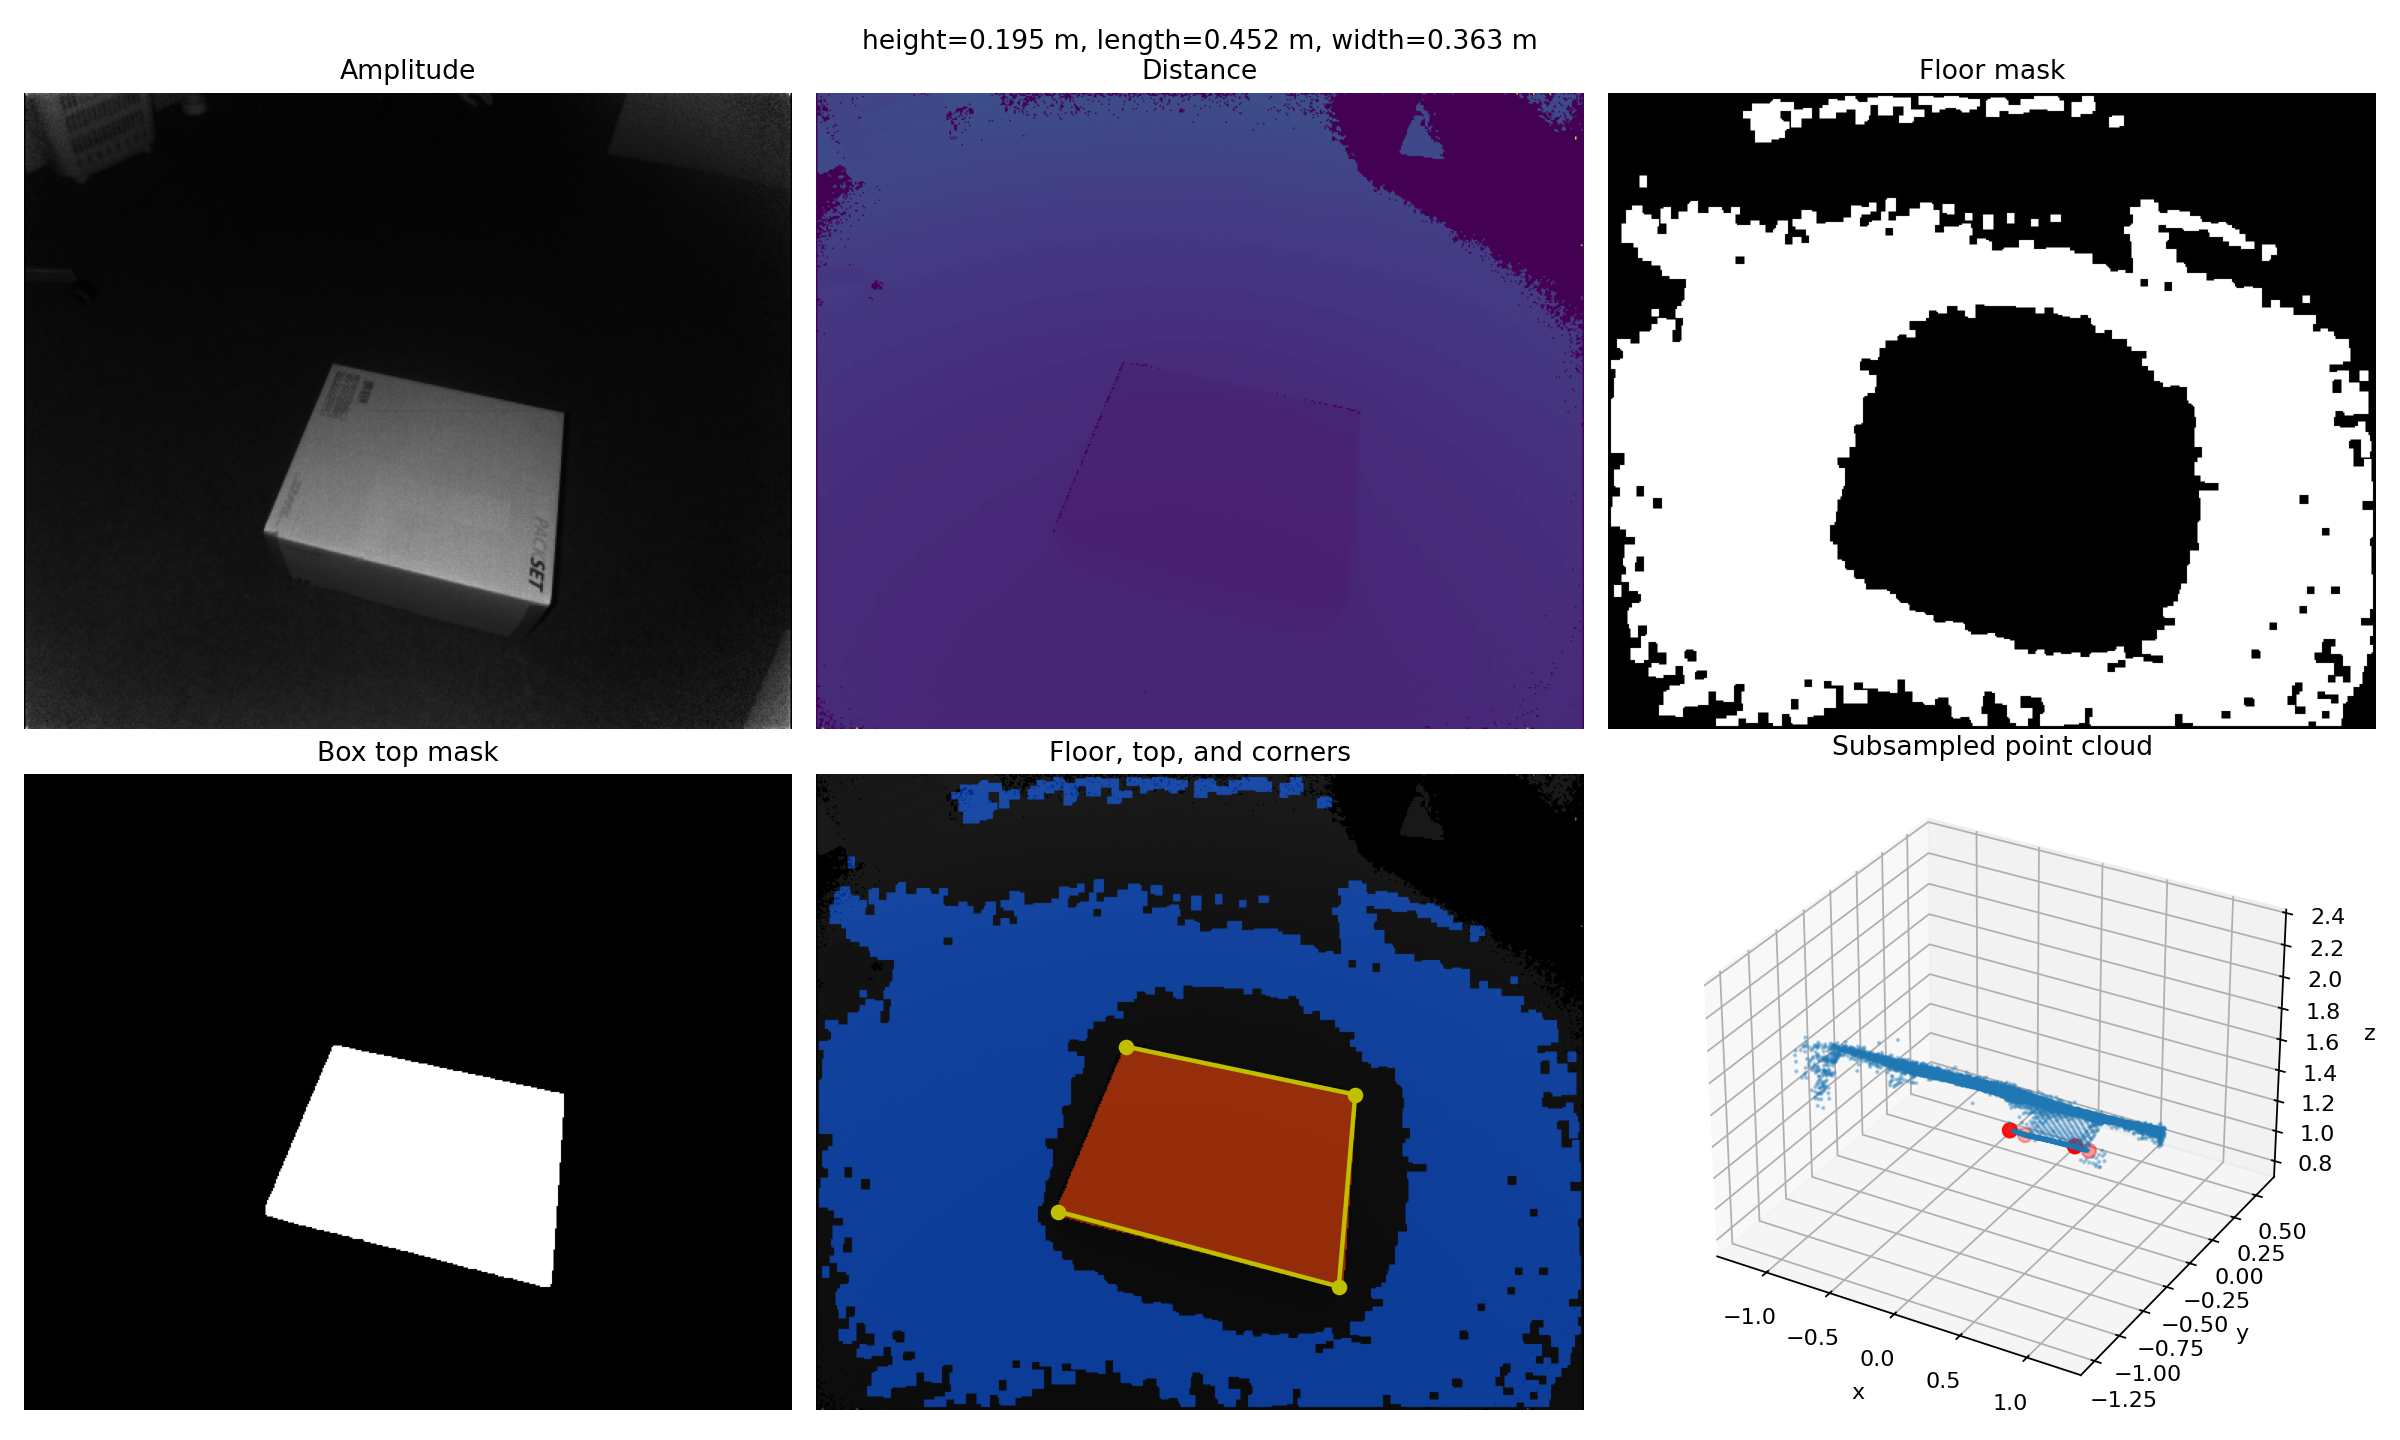 height=0.195 m, length=0.452 m, width=0.363 m
Amplitude
Distance
Floor mask
PACKSET
Box top mask
Floor, top, and corners
Subsampled point cloud
2.4
2.2
2.0
1.8
1.6
1.4
1.2
1.0
0.8
z
0.50
0.25
0.00
−0.25
−0.50
−0.75
−1.00
−1.25
y
−1.0
−0.5
0.0
0.5
1.0
x